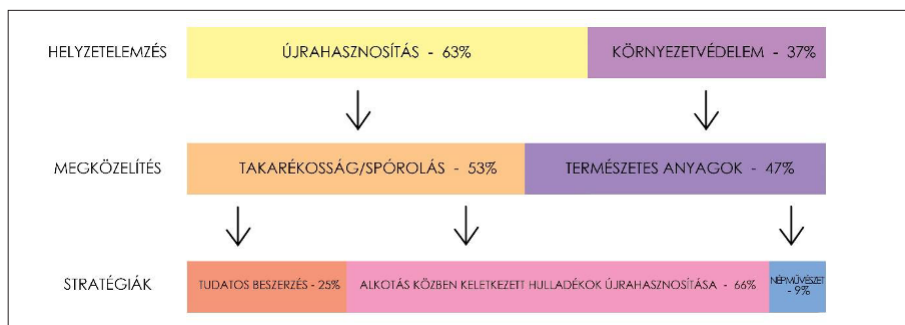 HELYZETELEMZÉS ÚJRAHASZNOSÍTÁS - 63% KÖRNYEZETVÉDELEM - 37%
MEGKÖZELÍTÉS TAKARÉKOSSÁG/SPÓROLÁS - 53% TERMÉSZETES ANYAGOK - 47%
STRATÉGIÁK TUDATOS BESZERZÉS - 25% ALKOTÁS KÖZBEN KELETKEZETT HULLADÉKOK ÚJRAHASZNOSÍTÁSA - 66% NÉPMŰVÉSZET
- 9%